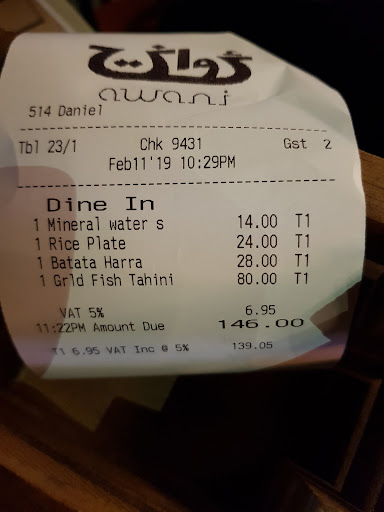 awani
514 Daniel
Tbl 23/1 Chk 9431 Gst 2
Feb11'19 10:29PM
Dine In
1 Mineral water s 14.00 T1
1 Rice Plate 24.00 T1
1 Batata Harra 28.00 T1
1 Grld Fish Tahini 80.00 T1
VAT 5% 6.95
11:22PM Amount Due 146.00
T1 6.95 VAT Inc @ 5% 139.05